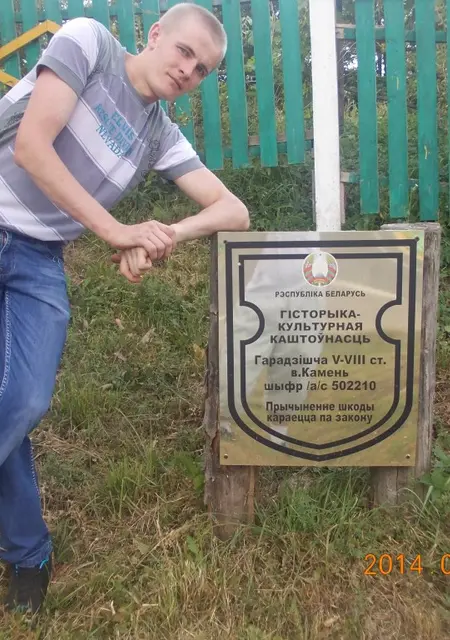 РЭСПУБЛІКА БЕЛАРУСЬ
ГІСТОРЫКА-
КУЛЬТУРНАЯ
КАШТОЎНАСЦЬ
Гарадзішча V-VIII ст.
в.Камень
шыфр /а/с 502210
Прычыненне шкоды
караецца па закону
2014